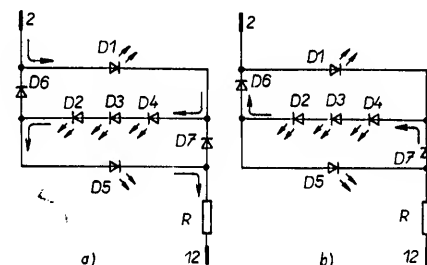 2 2
D1 D1
D6 D6
D2 D3 D4 D2 D3 D4
D7 D7
D5 D5
R R
a) 12 b) 12